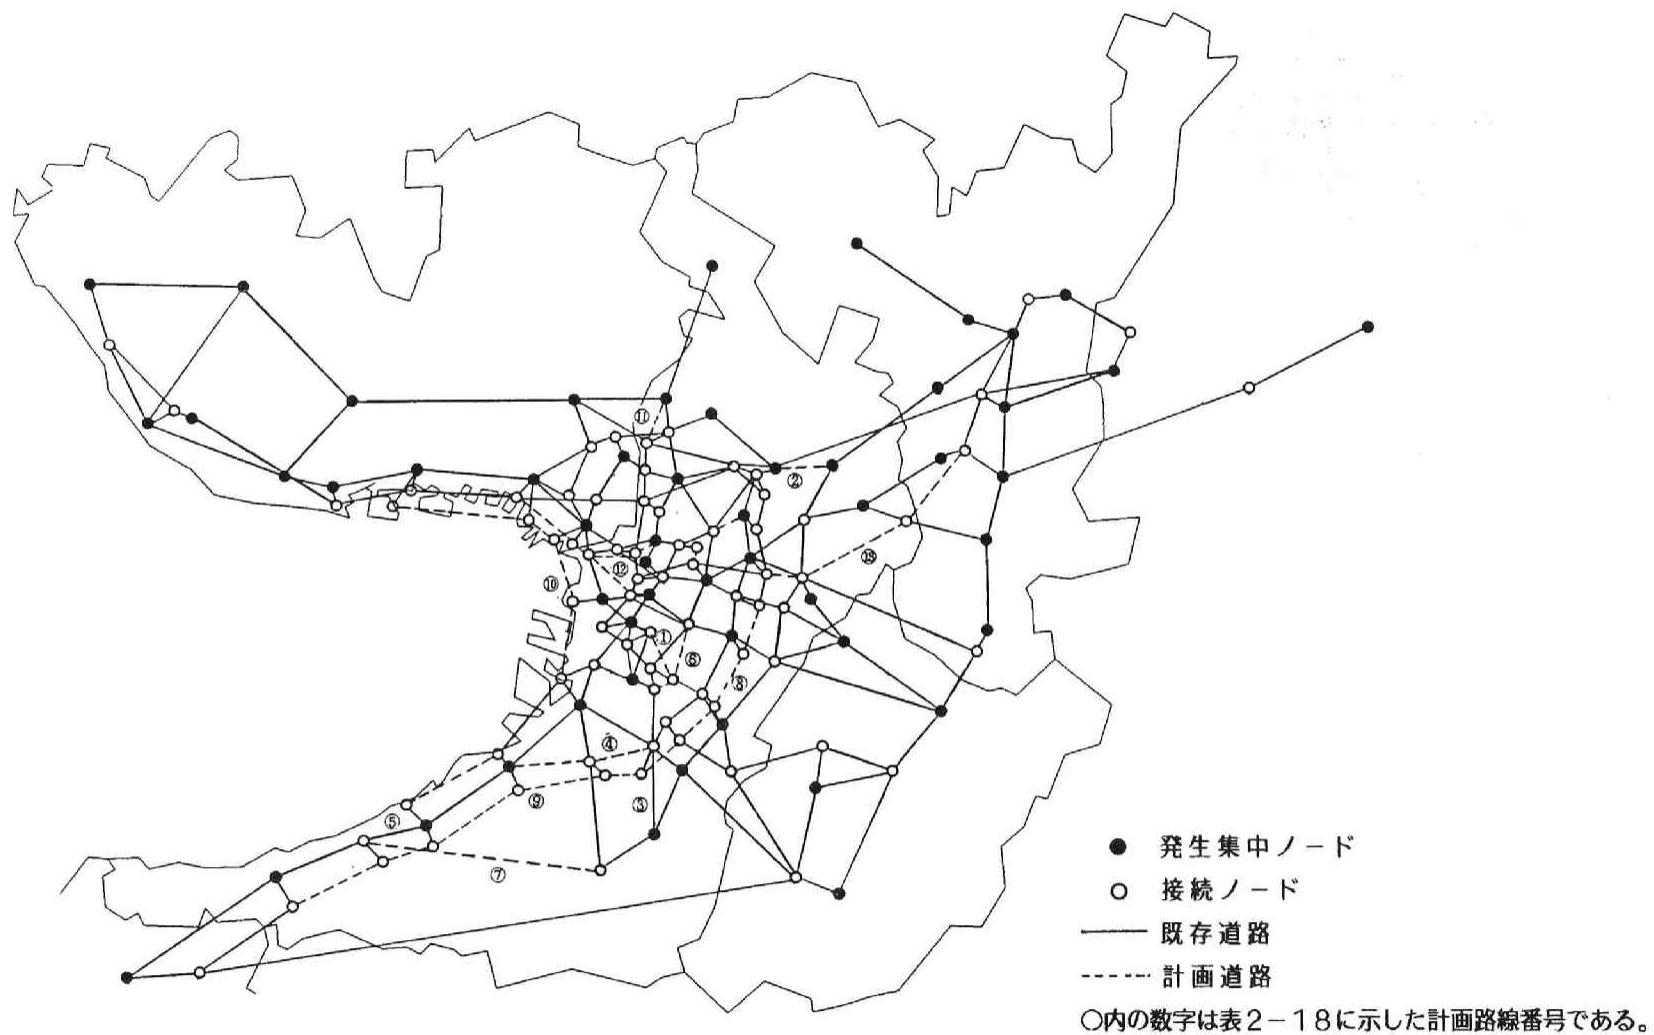 ⑪
②
⑮
⑫
⑩
①
⑥
⑧
④
⑨
③
⑤
⑦
発生集中ノード
接続ノード
既存道路
計画道路
○内の数字は表2-18に示した計画路線番号である。